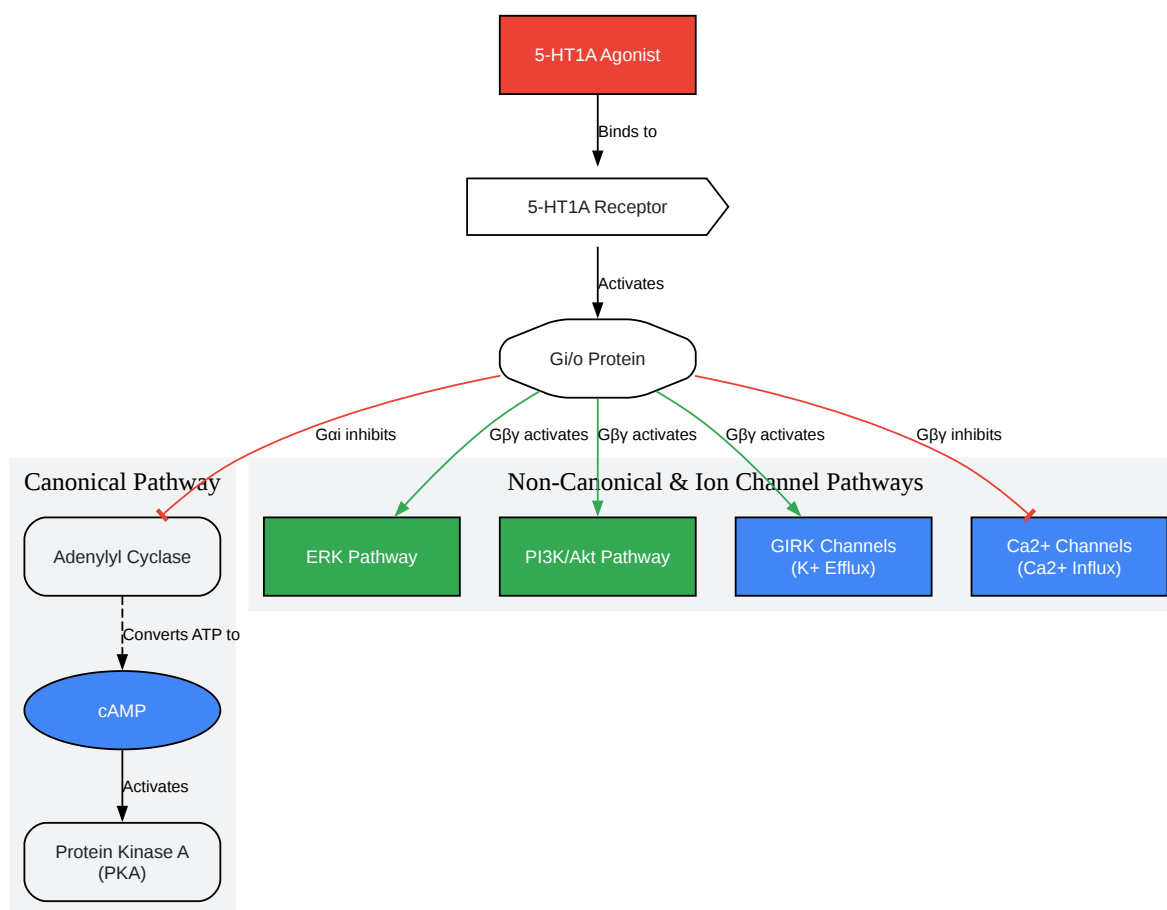 5-HT1A Agonist
Binds to
5-HT1A Receptor
Activates
Gi/o Protein
Gαi inhibits
Gβγ activates
Gβγ activates
Gβγ activates
Gβγ inhibits
Canonical Pathway
Non-Canonical & Ion Channel Pathways
Adenylyl Cyclase
ERK Pathway
PI3K/Akt Pathway
GIRK Channels
(K+ Efflux)
Ca2+ Channels
(Ca2+ Influx)
Converts ATP to
cAMP
Activates
Protein Kinase A
(PKA)